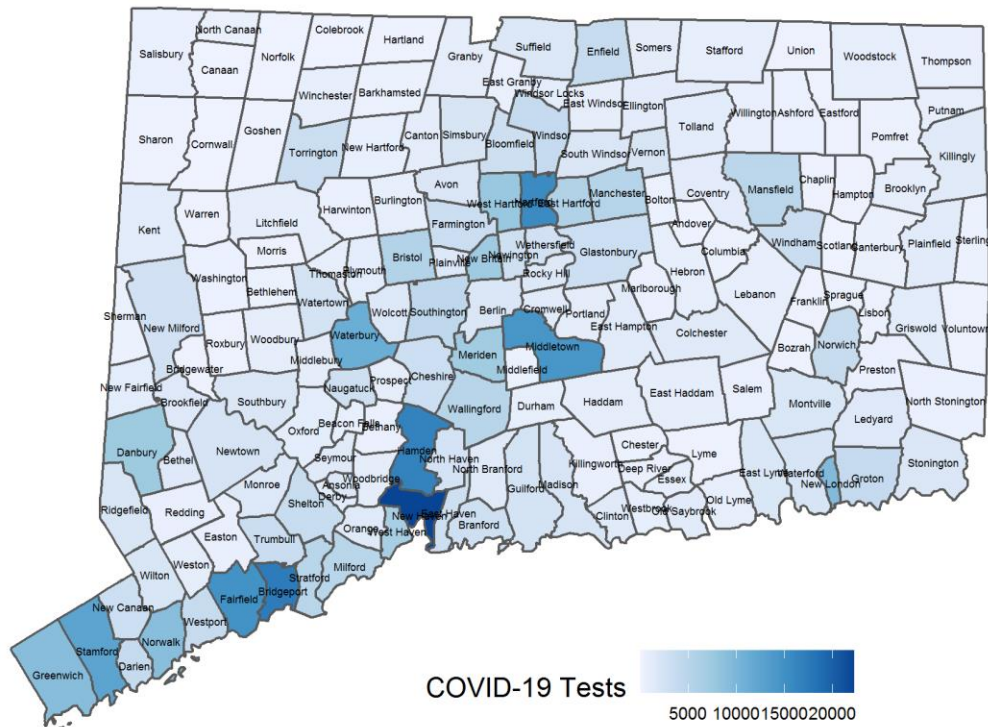 North Canaan
Colebrook
Hartland
Suffield
Enfield
Somers
Stafford
Union
Woodstock
Thompson
Salisbury
Canaan
Norfolk
Granby
East Granby
Windsor Locks
Winchester
Barkhamsted
East Windsor
Ellington
Willington
Ashford
Eastford
Putnam
Sharon
Cornwall
Goshen
Torrington
New Hartford
Canton
Simsbury
Bloomfield
Windsor
South Windsor
Vernon
Tolland
Pomfret
Killingly
Avon
West Hartford
Hartford
East Hartford
Manchester
Bolton
Coventry
Mansfield
Chaplin
Hampton
Brooklyn
Kent
Warren
Litchfield
Harwinton
Burlington
Farmington
Andover
Morris
Bristol
Plainville
New Britain
Newington
Wethersfield
Glastonbury
Hebron
Columbia
Windham
Scotland
Canterbury
Plainfield
Sterling
Washington
Bethlehem
Thomaston
Plymouth
Rocky Hill
Marlborough
Lebanon
Franklin
Sprague
Lisbon
Sherman
New Milford
Roxbury
Woodbury
Watertown
Waterbury
Wolcott
Southington
Berlin
Cromwell
Portland
East Hampton
Colchester
Bozrah
Norwich
Griswold
Voluntown
Bridgewater
Middlebury
Meriden
Middletown
Middlefield
Preston
New Fairfield
Brookfield
Southbury
Naugatuck
Prospect
Cheshire
Wallingford
Durham
Haddam
East Haddam
Salem
Montville
Ledyard
North Stonington
Danbury
Bethel
Newtown
Oxford
Beacon Falls
Bethany
Hamden
North Haven
North Branford
Killingworth
Chester
Deep River
Essex
Lyme
East Lyme
Waterford
New London
Groton
Stonington
Ridgefield
Redding
Monroe
Seymour
Ansonia
Derby
Woodbridge
Shelton
New Haven
East Haven
Branford
Guilford
Madison
Clinton
Westbrook
Old Saybrook
Old Lyme
Easton
Trumbull
Orange
West Haven
Wilton
Weston
Stratford
Milford
New Canaan
Westport
Fairfield
Bridgeport
Greenwich
Stamford
Darien
Norwalk
COVID-19 Tests
5000 10000 15000 20000